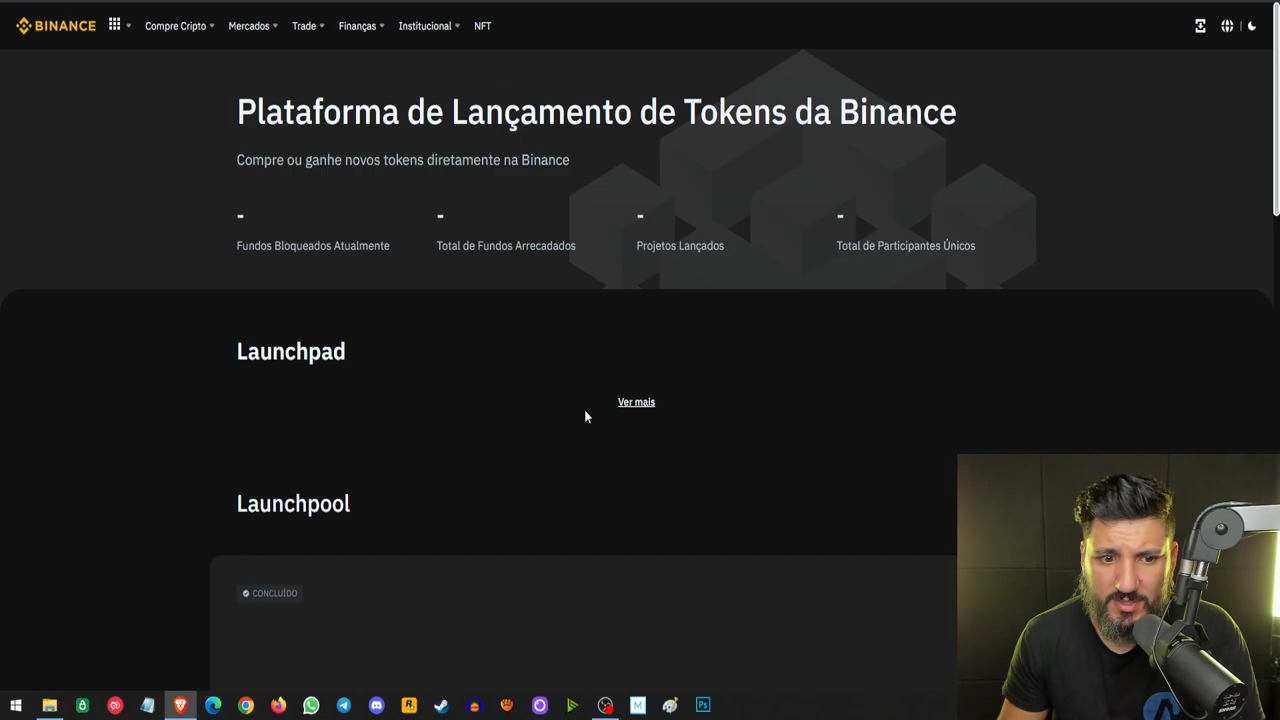 BINANCE
Compre Cripto
Mercados
Trade
Finanças
Institucional
NFT
Plataforma de Lançamento de Tokens da Binance
Compre ou ganhe novos tokens diretamente na Binance
-
-
-
-
Fundos Bloqueados Atualmente
Total de Fundos Arrecadados
Projetos Lançados
Total de Participantes Únicos
Launchpad
Ver mais
Launchpool
CONCLUÍDO
R
M
Ps